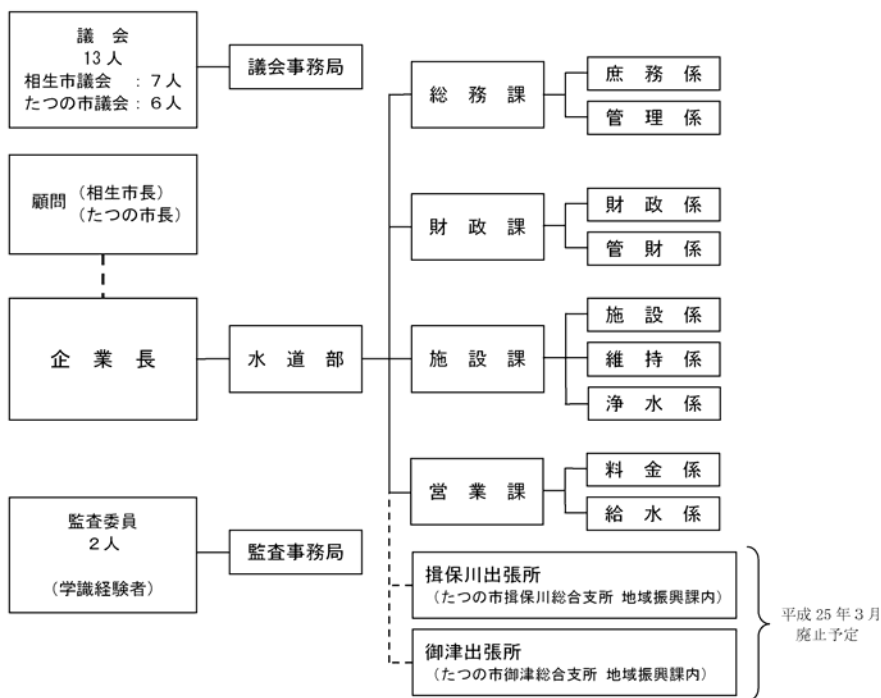 議会
13人
相生市議会 : 7人
たつの市議会 : 6人
議会事務局
顧問 (相生市長)
(たつの市長)
企業長
水道部
監査委員
2人
(学識経験者)
監査事務局
総務課
庶務係
管理係
財政課
財政係
管財係
施設課
施設係
維持係
浄水係
営業課
料金係
給水係
揖保川出張所
(たつの市揖保川総合支所 地域振興課内)
御津出張所
(たつの市御津総合支所 地域振興課内)
平成25年3月
廃止予定